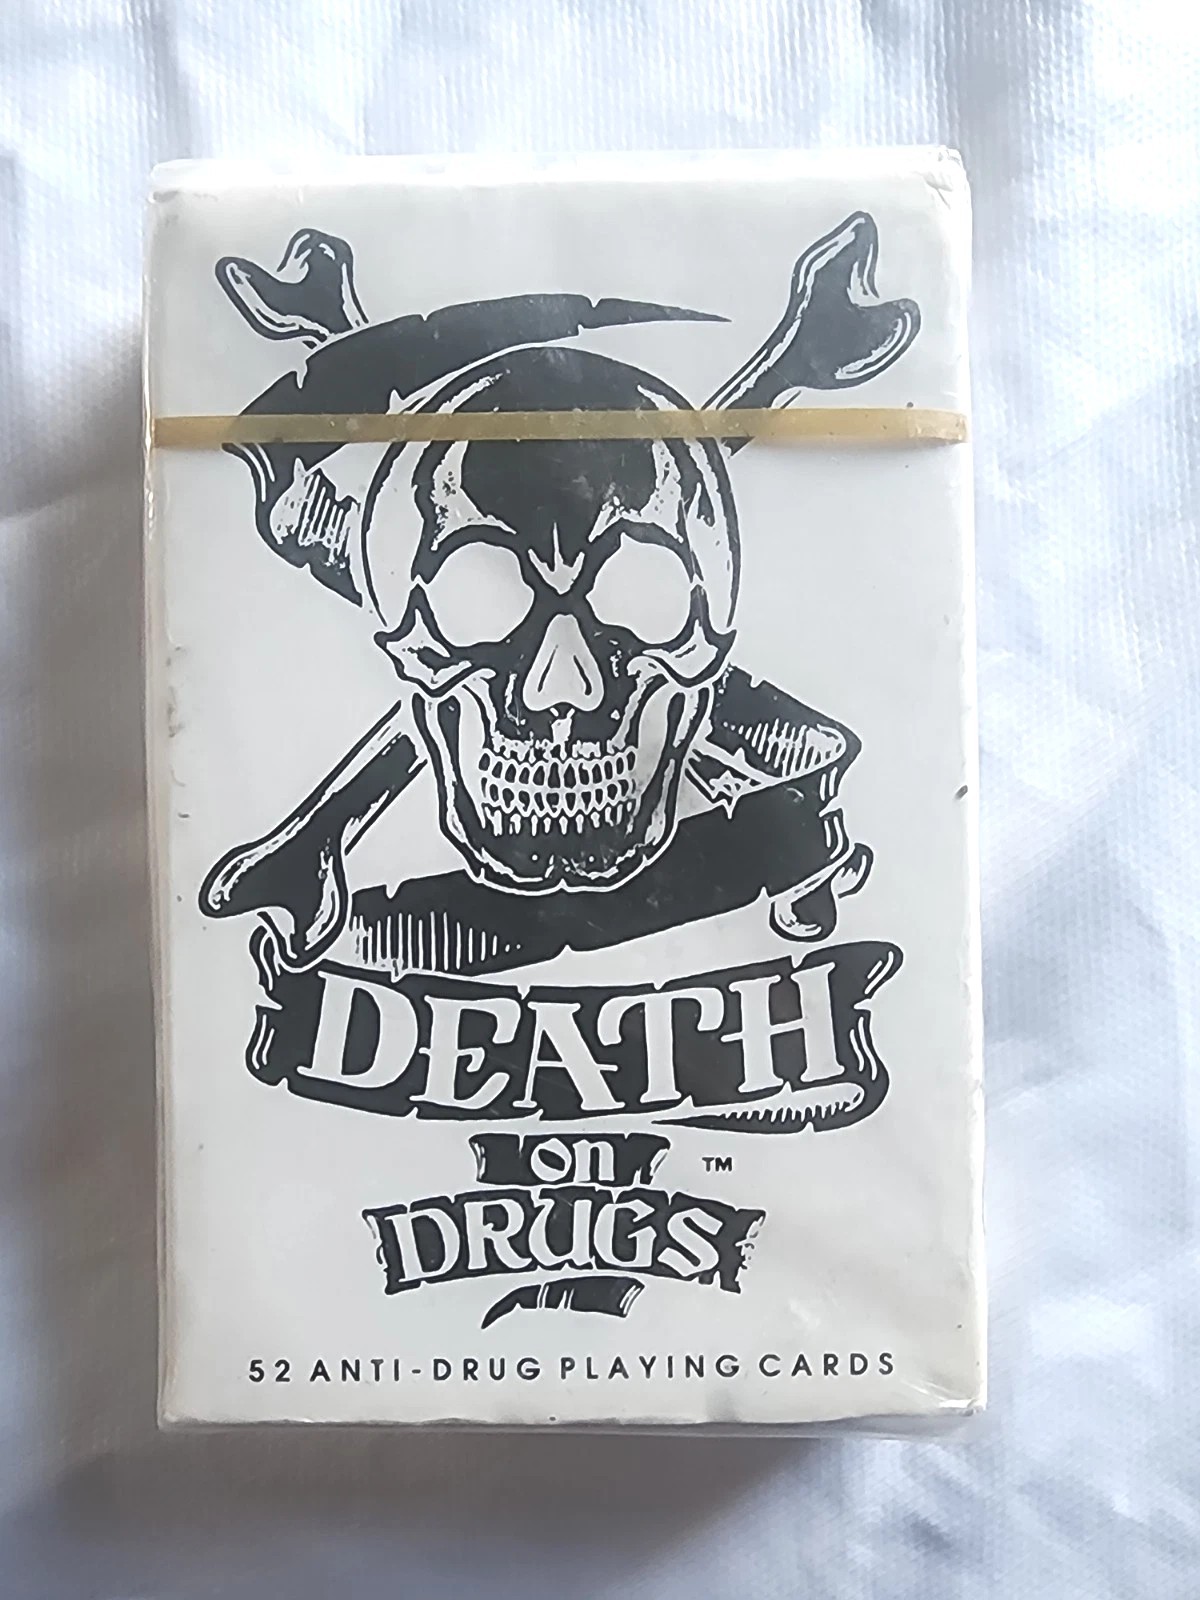 DEATH
on ™
DRUGS
52 ANTI-DRUG PLAYING CARDS